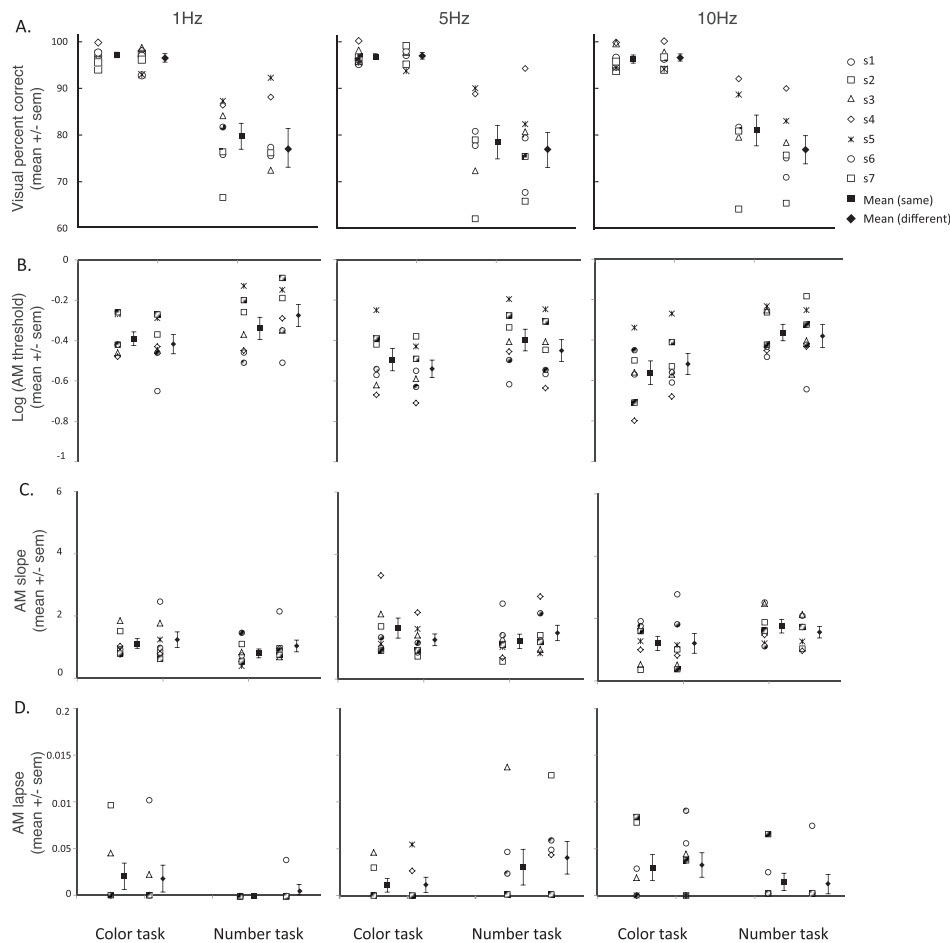 1Hz 5Hz 10Hz
A.
Visual percent correct
(mean +/- sem)
100
90
80
70
60
s1
s2
s3
s4
s5
s6
s7
Mean (same)
Mean (different)
B.
Log (AM threshold)
(mean +/- sem)
0
-0.2
-0.4
-0.6
-0.8
-1
C.
AM slope
(mean +/- sem)
6
4
2
0
D.
AM lapse
(mean +/- sem)
0.2
0.015
0.01
0.05
0
Color task Number task Color task Number task Color task Number task